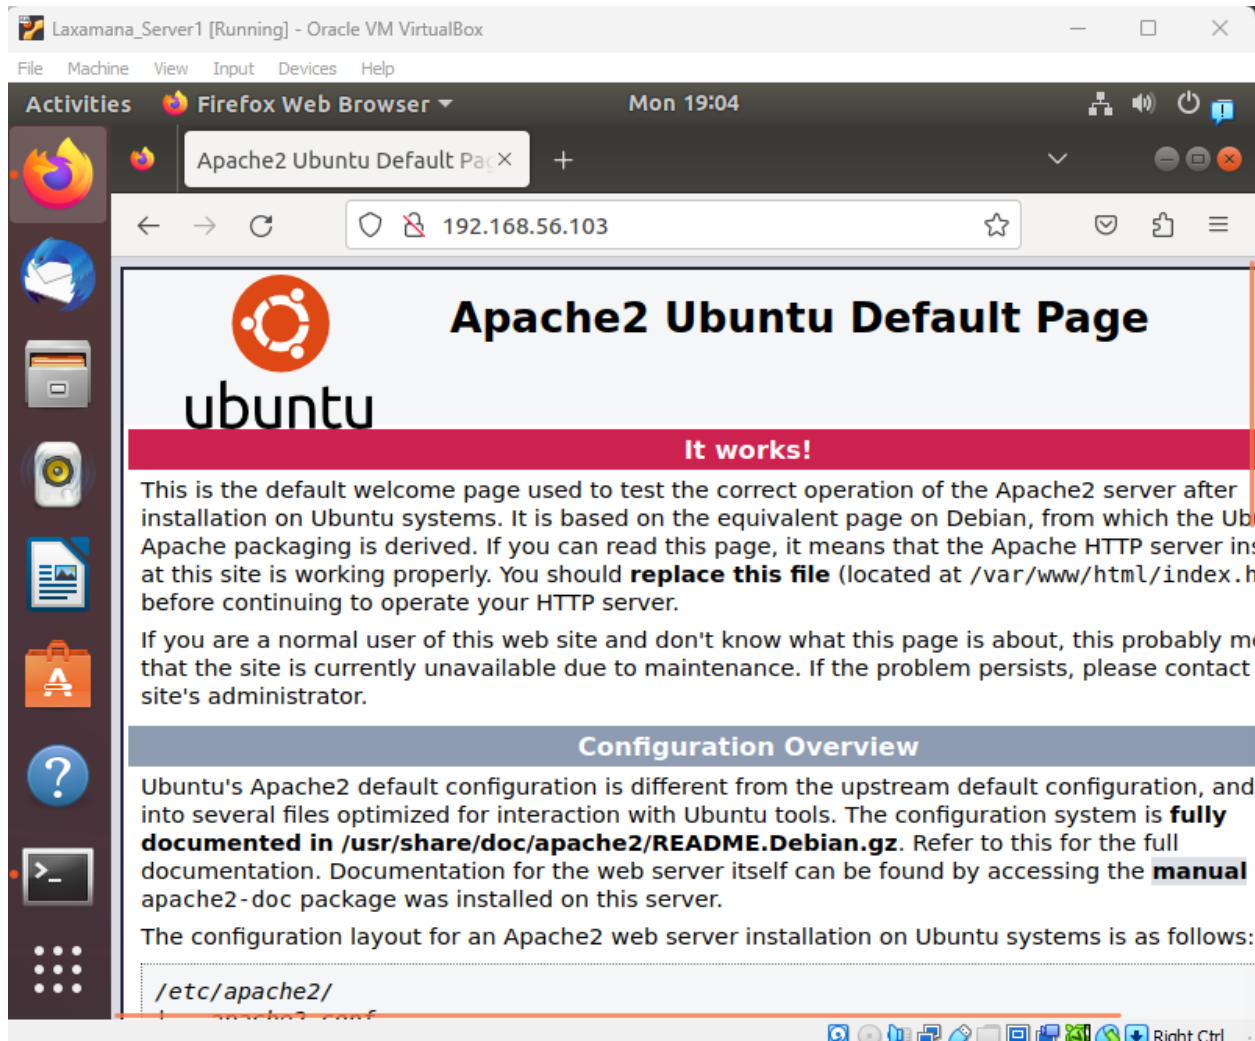 Laxamana_Server1 [Running] - Oracle VM VirtualBox
File Machine View Input Devices Help
Activities Firefox Web Browser Mon 19:04
Apache2 Ubuntu Default Pag
192.168.56.103
ubuntu
Apache2 Ubuntu Default Page
It works!
This is the default welcome page used to test the correct operation of the Apache2 server after
installation on Ubuntu systems. It is based on the equivalent page on Debian, from which the Ub
Apache packaging is derived. If you can read this page, it means that the Apache HTTP server ins
at this site is working properly. You should replace this file (located at /var/www/html/index.h
before continuing to operate your HTTP server.
If you are a normal user of this web site and don't know what this page is about, this probably me
that the site is currently unavailable due to maintenance. If the problem persists, please contact
site's administrator.
Configuration Overview
Ubuntu's Apache2 default configuration is different from the upstream default configuration, and
into several files optimized for interaction with Ubuntu tools. The configuration system is fully
documented in /usr/share/doc/apache2/README.Debian.gz. Refer to this for the full
documentation. Documentation for the web server itself can be found by accessing the manual
apache2-doc package was installed on this server.
The configuration layout for an Apache2 web server installation on Ubuntu systems is as follows:
/etc/apache2/
Right Ctrl